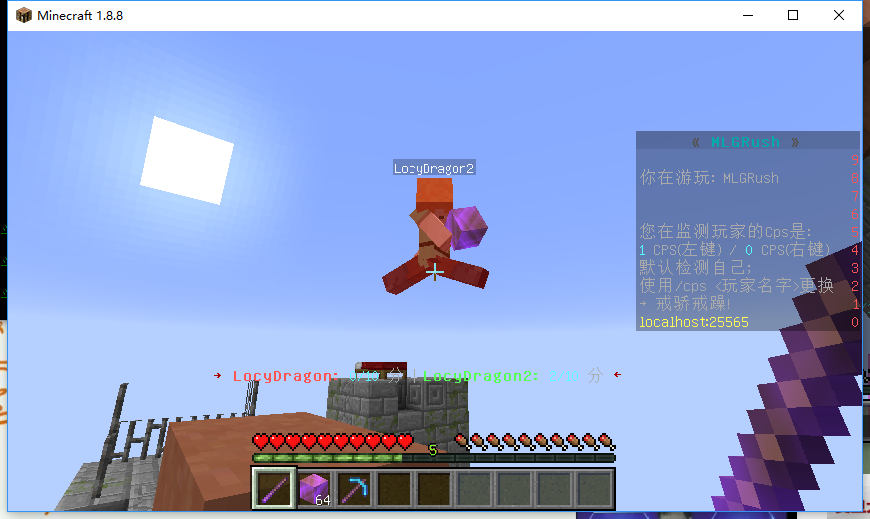 Minecraft 1.8.8
LocyDragon2
« MLGRush »
9
你在游玩: MLGRush 8
7
6
您在监测玩家的Cps是: 5
1 CPS(左键) / 0 CPS(右键) 4
默认检测自己; 3
使用/cps <玩家名字>更换 2
→ 戒骄戒躁! 1
localhost:25565 0
→ LocyDragon: /10 分 | LocyDragon2: 分 ←
5
64